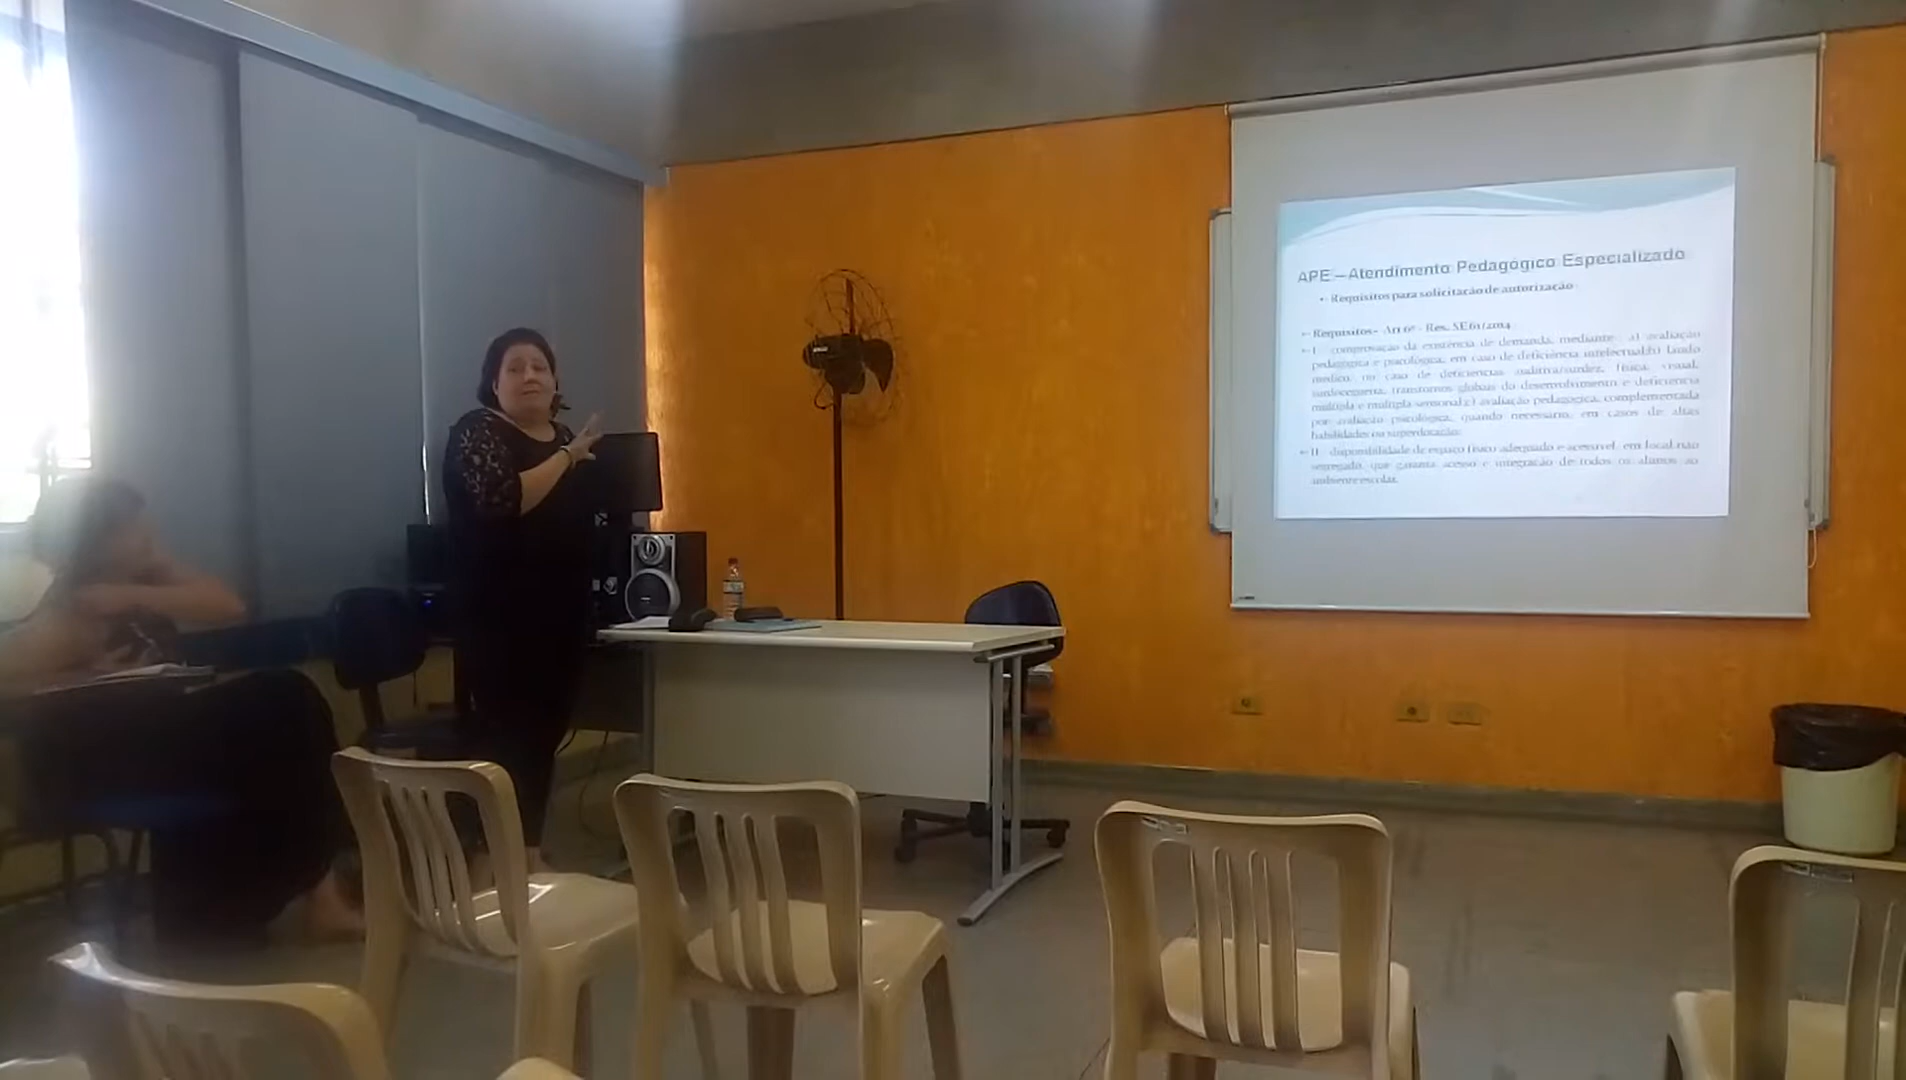 APE – Atendimento Pedagógico Especializado
Requisitos para solicitação de autorização
Requisitos - Art 6º - Res. SE 61/2014
I - comprovação da existência de demanda, mediante: a) avaliação
pedagógica e psicológica, em caso de deficiência intelectual;b) laudo
médico, no caso de deficiências auditiva/surdez, física, visual,
surdocegueira, transtornos globais do desenvolvimento e deficiência
múltipla e múltipla sensorial;c) avaliação pedagógica, complementada
por avaliação psicológica, quando necessário, em casos de altas
habilidades ou superdotação;
II - disponibilidade de espaço físico adequado e acessível, em local não
segregado, que garanta acesso e integração de todos os alunos ao
ambiente escolar.